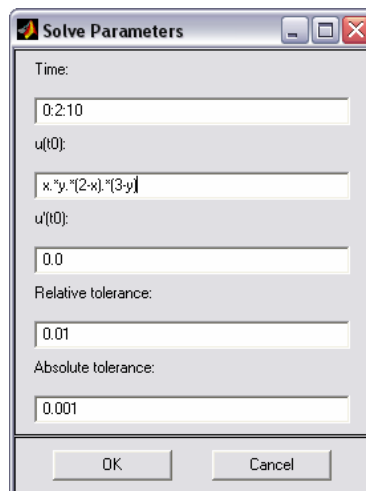 Solve Parameters
Time:
0:2:10
u(t0):
x.*y.*(2-x).*(3-y)
u'(t0):
0.0
Relative tolerance:
0.01
Absolute tolerance:
0.001
OK
Cancel